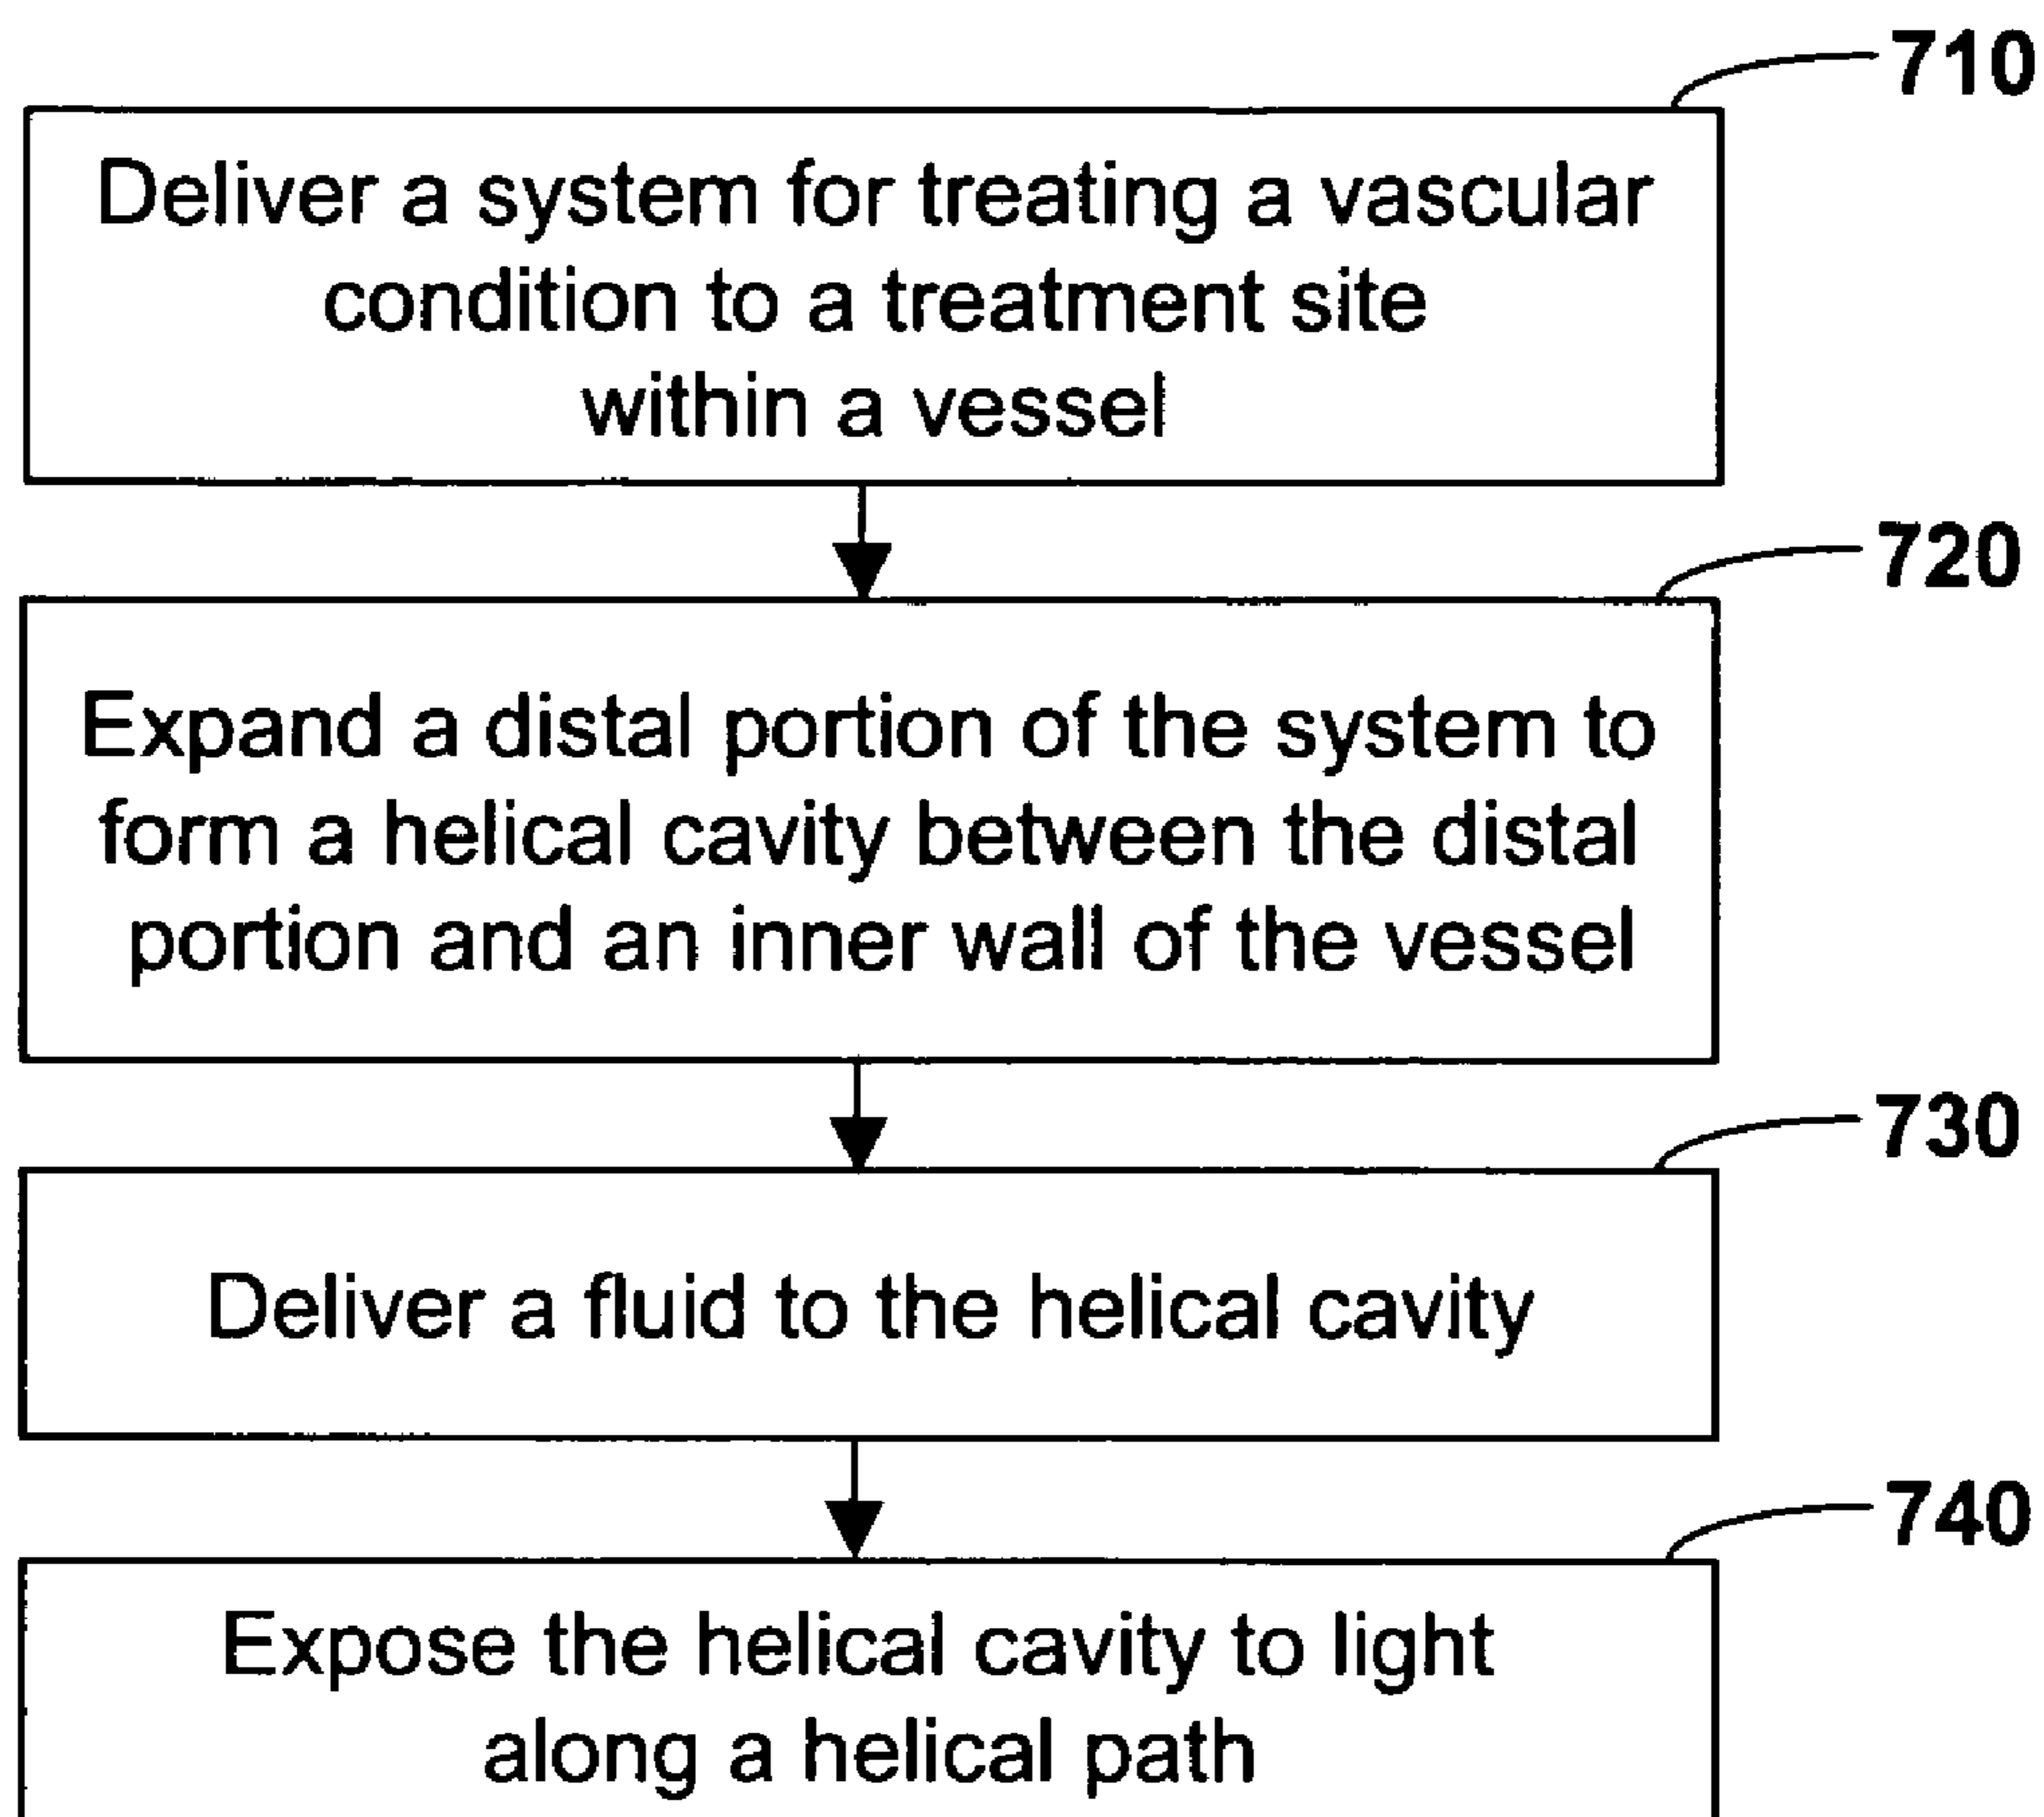 710
Deliver a system for treating a vascular
condition to a treatment site
within a vessel
720
Expand a distal portion of the system to
form a helical cavity between the distal
portion and an inner wall of the vessel
730
Deliver a fluid to the helical cavity
740
Expose the helical cavity to light
along a helical path